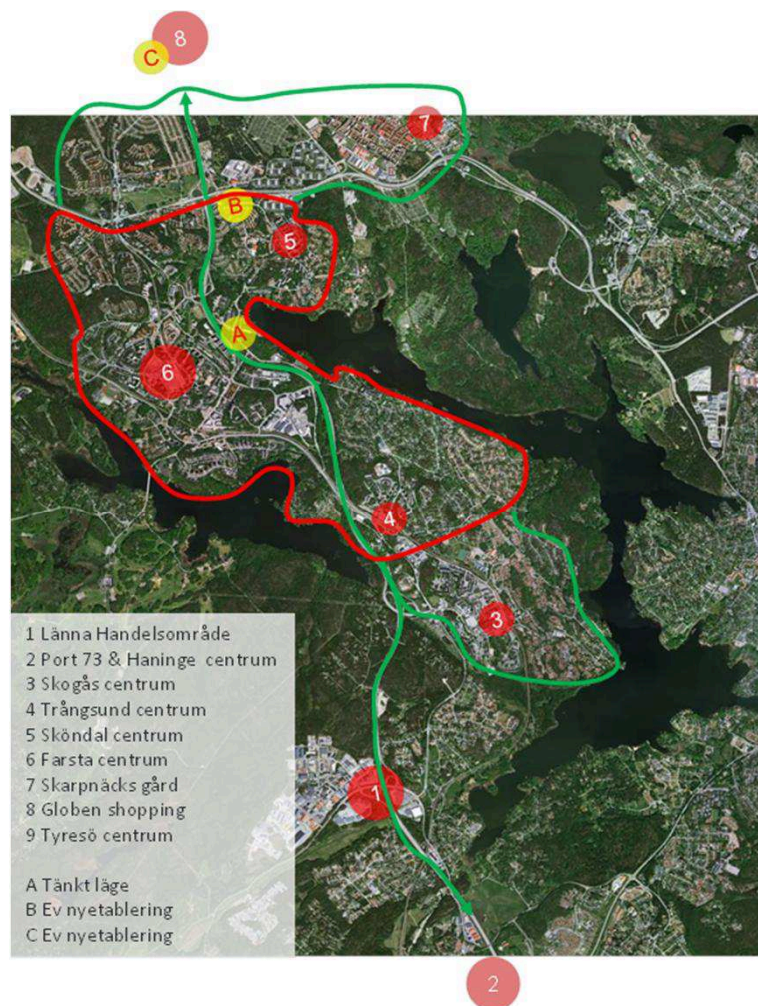 8
C
7
B
5
A
6
4
3
1 Länna Handelsområde
2 Port 73 & Haninge centrum
3 Skogås centrum
4 Trångsund centrum
5 Sköndal centrum
6 Farsta centrum
7 Skarpnäcks gård
8 Globen shopping
9 Tyresö centrum
A Tänkt läge
B Ev nyetablering
C Ev nyetablering
1
2